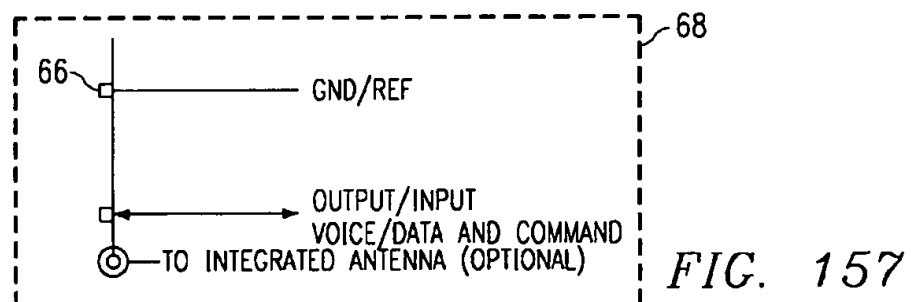 68
66
GND/REF
OUTPUT/INPUT
VOICE/DATA AND COMMAND
TO INTEGRATED ANTENNA (OPTIONAL)
FIG. 157